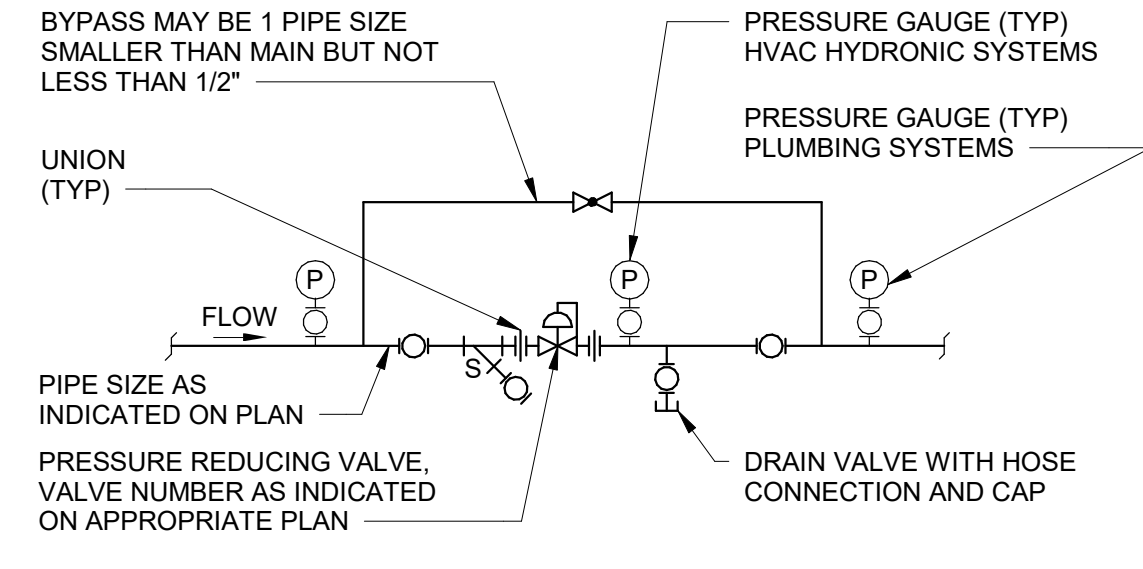 BYPASS MAY BE 1 PIPE SIZE
SMALLER THAN MAIN BUT NOT
LESS THAN 1/2"
PRESSURE GAUGE (TYP)
HVAC HYDRONIC SYSTEMS
PRESSURE GAUGE (TYP)
PLUMBING SYSTEMS
UNION
(TYP)
P
P
P
FLOW
S
PIPE SIZE AS
INDICATED ON PLAN
PRESSURE REDUCING VALVE,
VALVE NUMBER AS INDICATED
ON APPROPRIATE PLAN
DRAIN VALVE WITH HOSE
CONNECTION AND CAP